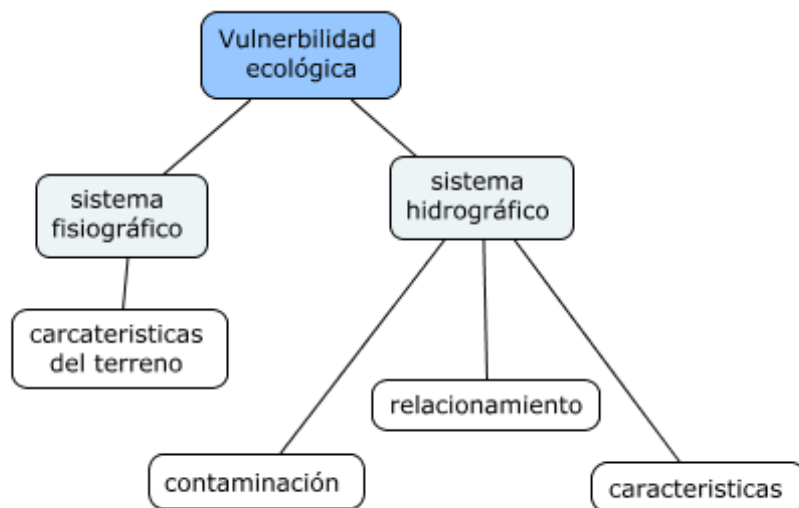 Vulnerbilidad
ecológica
sistema
fisiográfico
sistema
hidrográfico
carcateristicas
del terreno
relacionamiento
contaminación
caracteristicas